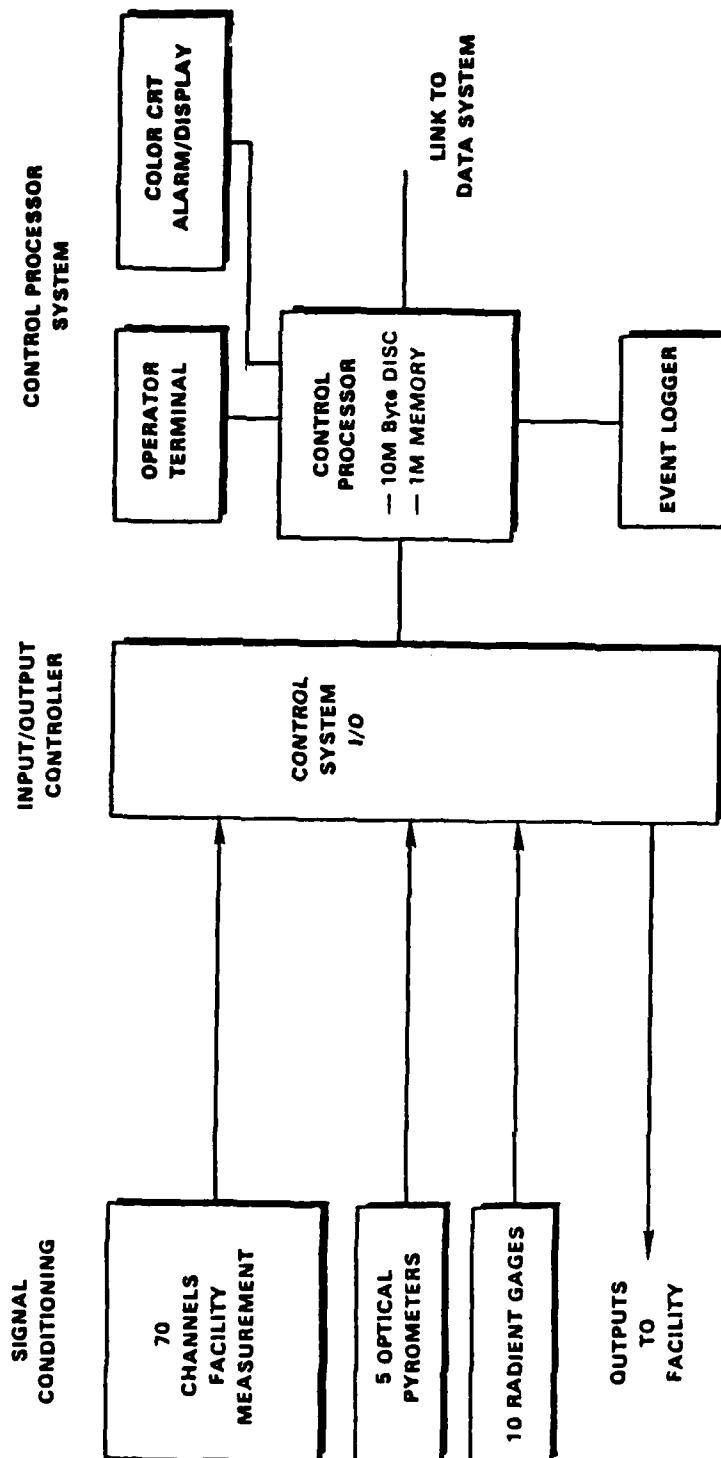 SIGNAL
CONDITIONING
INPUT/OUTPUT
CONTROLLER
CONTROL PROCESSOR
SYSTEM
70
CHANNELS
FACILITY
MEASUREMENT
5 OPTICAL
PYROMETERS
10 RADIENT GAGES
OUTPUTS
TO
FACILITY
CONTROL
SYSTEM
I/O
OPERATOR
TERMINAL
COLOR CRT
ALARM/DISPLAY
CONTROL
PROCESSOR
— 10M Byte DISC
— 1M MEMORY
LINK TO
DATA SYSTEM
EVENT LOGGER